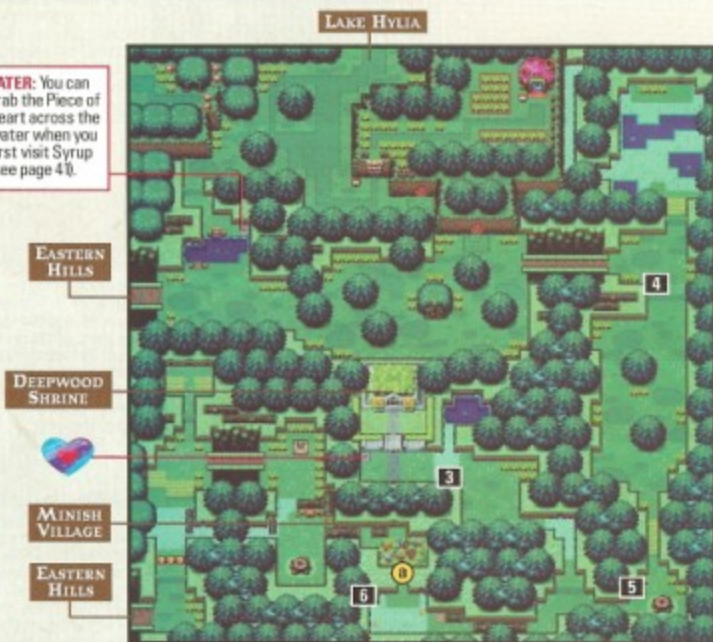 LAKE HYLIA
ATER: You can
rab the Piece of
eart across the
ater when you
rst visit Syrup
ee page 41).
EASTERN
HILLS
4
DEEPWOOD
SHRINE
3
MINISH
VILLAGE
a
EASTERN
HILLS
6
5